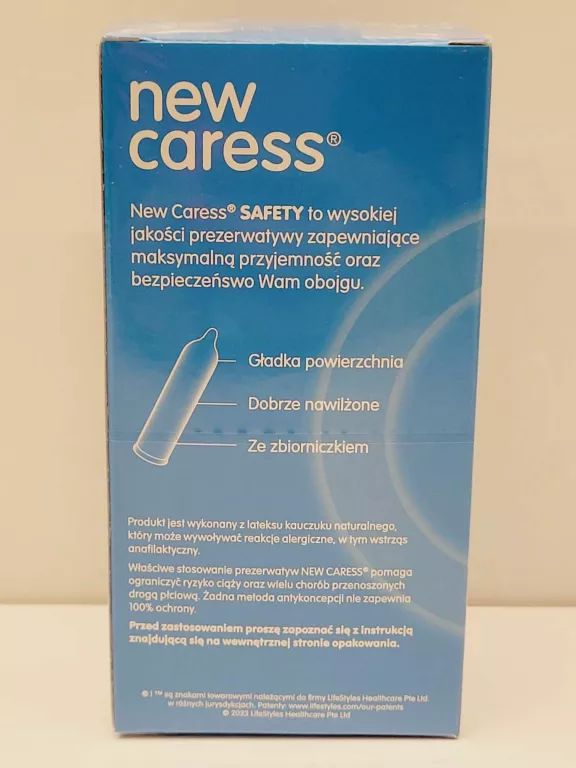 new
caress®
New Caress® SAFETY to wysokiej
jakości prezerwatywy zapewniające
maksymalną przyjemność oraz
bezpieczeńswo Wam obojgu.
Gładka powierzchnia
Dobrze nawilżone
Ze zbiorniczkiem
Produkt jest wykonany z lateksu kauczuku naturalnego,
który może wywoływać reakcje alergiczne, w tym wstrząs
anafilaktyczny.
Właściwe stosowanie prezerwatyw NEW CARESS® pomaga
ograniczyć ryzyko ciąży oraz wielu chorób przenoszonych
drogą płciową. Żadna metoda antykoncepcji nie zapewnia
100% ochrony.
Przed zastosowaniem proszę zapoznać się z instrukcją
znajdującą się na wewnętrznej stronie opakowania.
® i ™ są znakami towarowymi należącymi do firmy LifeStyles Healthcare Pte Ltd.
w różnych jurysdykcjach. Patenty: www.lifestyles.com/our-patents
© 2023 LifeStyles Healthcare Pte Ltd